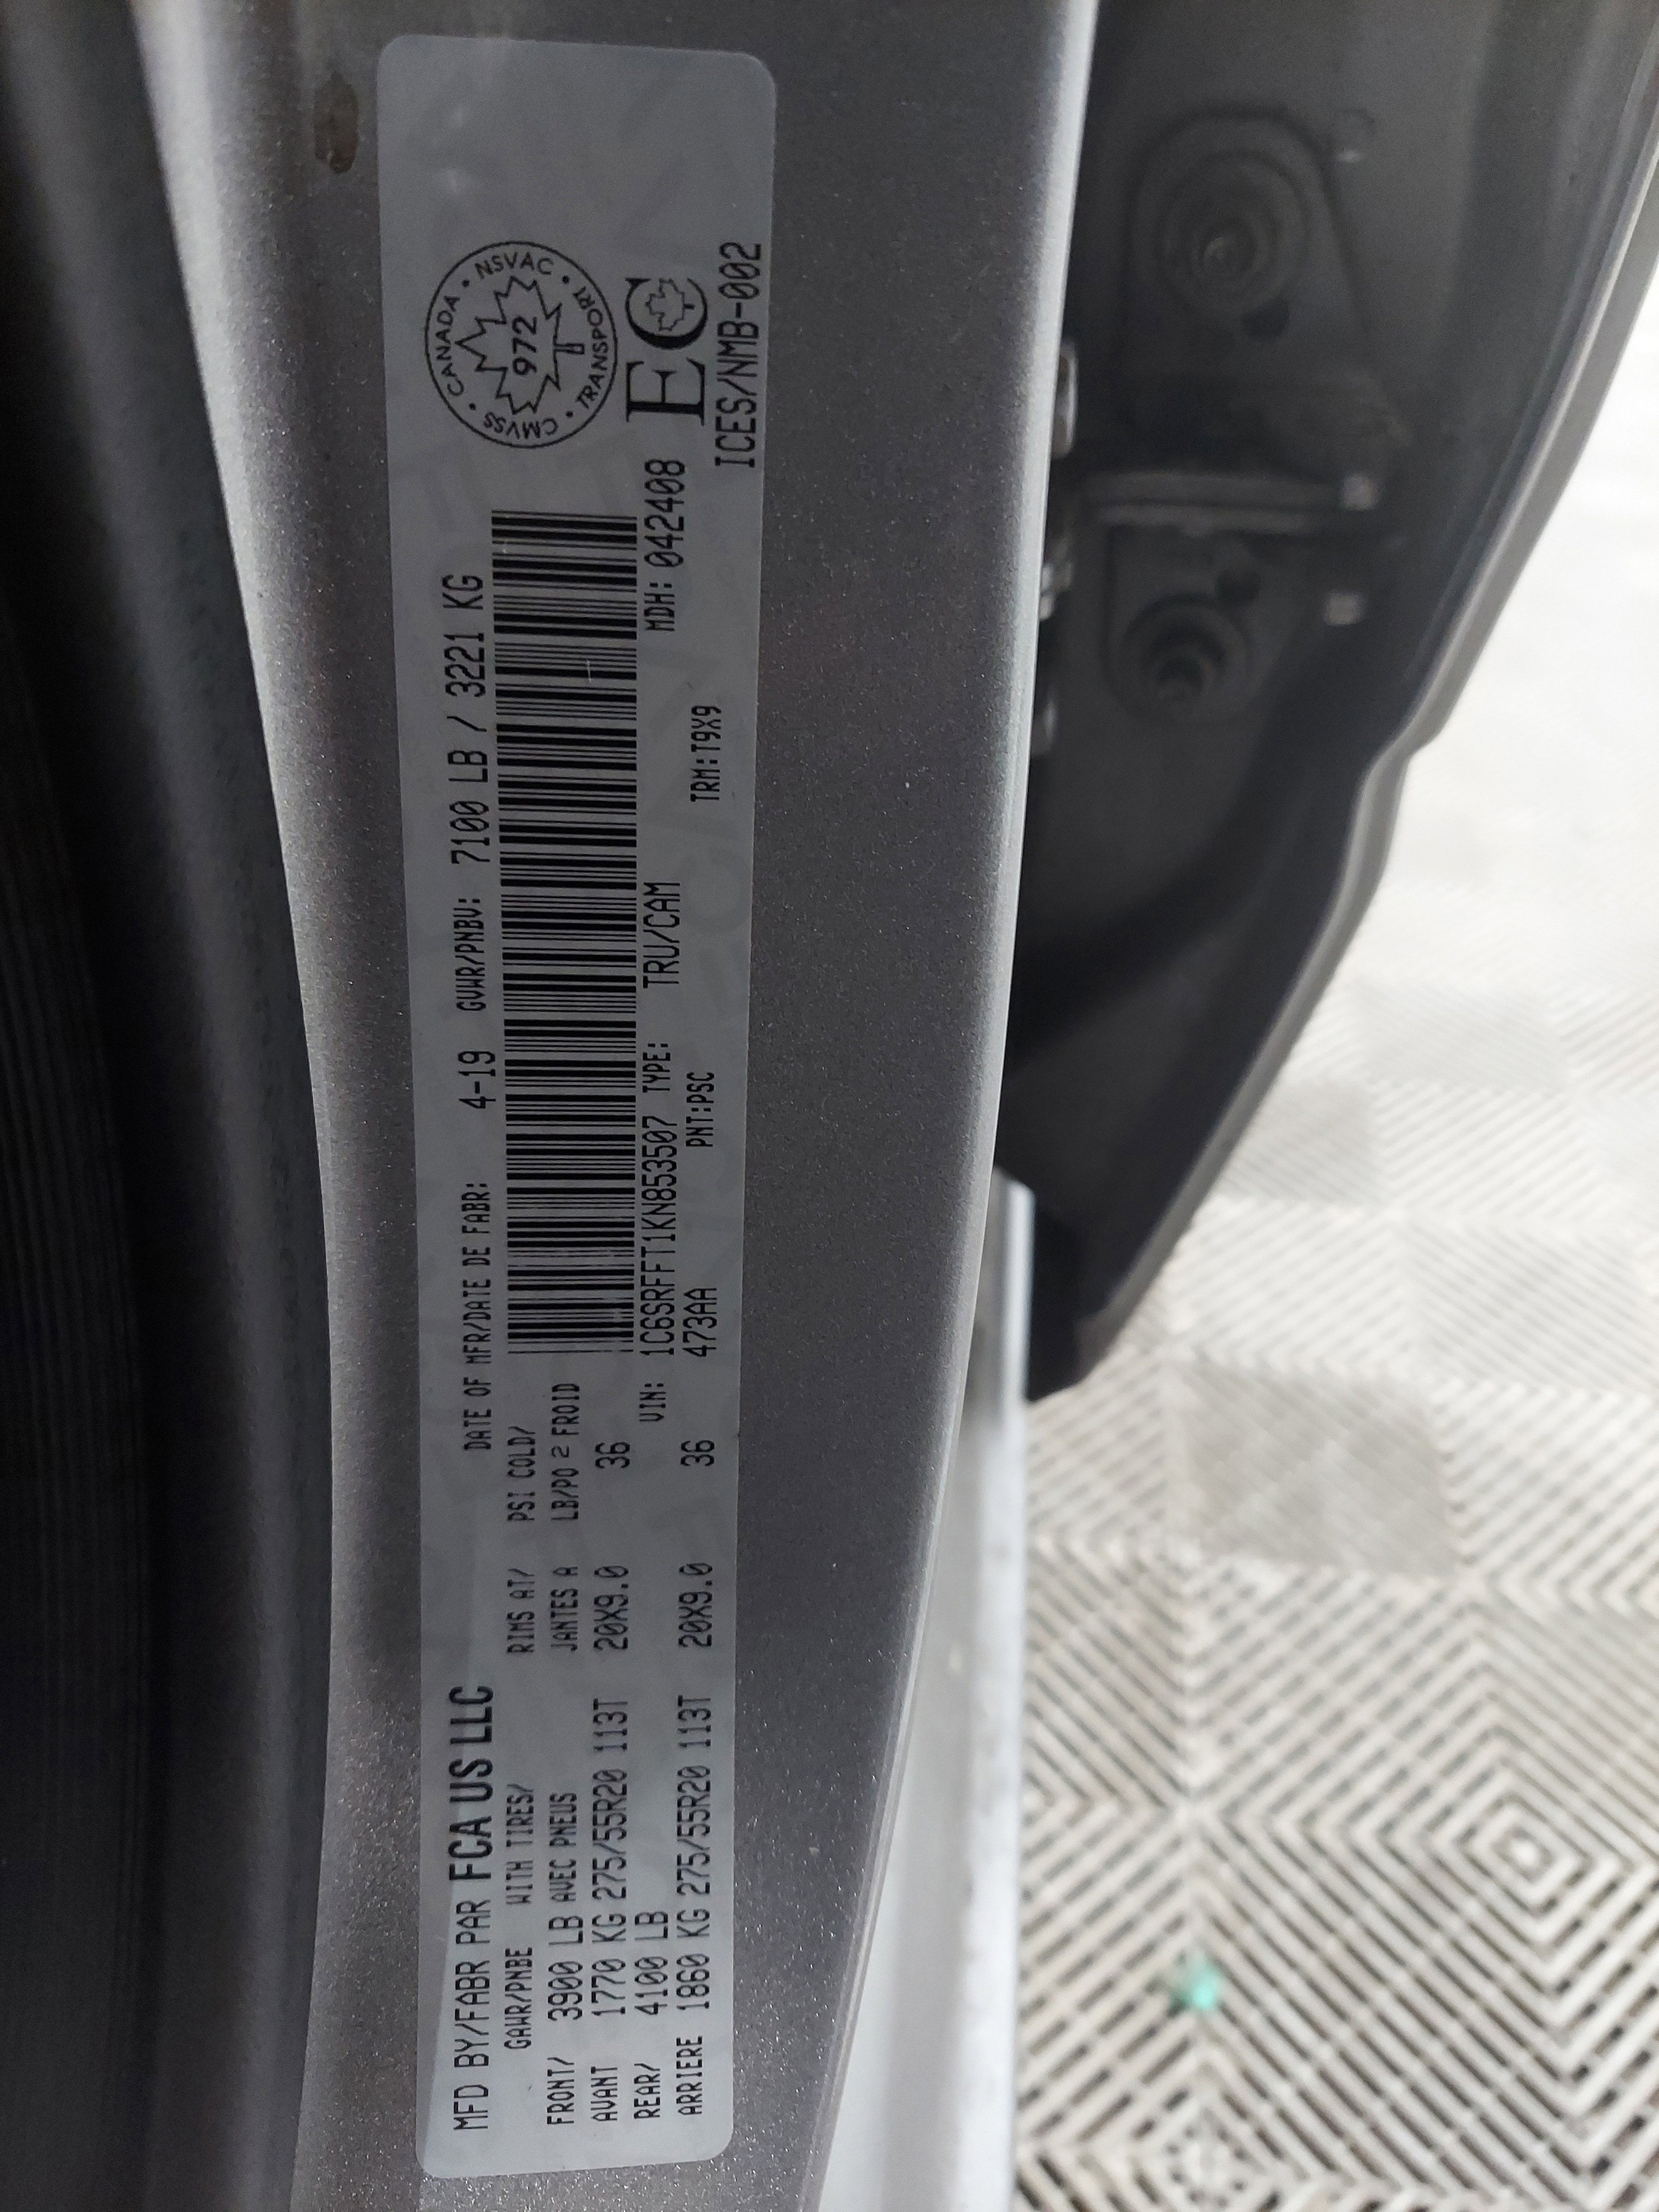 MFD BY/FABR PAR FCA US LLC
DATE OF MFR/DATE DE FABR: 4-19 GVWR/PNBV: 7100 LB / 3221 KG
GAWR/PNBE WITH TIRES/ RIMS AT/ PSI COLD/
FRONT/ 3900 LB AVEC PNEUS JANTES A LB/PO 2 FROID
AVANT 1770 KG 275/55R20 113T 20X9.0 36
REAR/ 4100 LB
VIN: 1C6SRFFT1KN853507 TYPE: TRU/CAM MDH: 042408
ARRIERE 1860 KG 275/55R20 113T 20X9.0 36 473AA PNT:PSC TRM:T9X9
CANADA • NSVAC • TRANSPORT • CMVSS •
972
EC
ICES/NMB-002